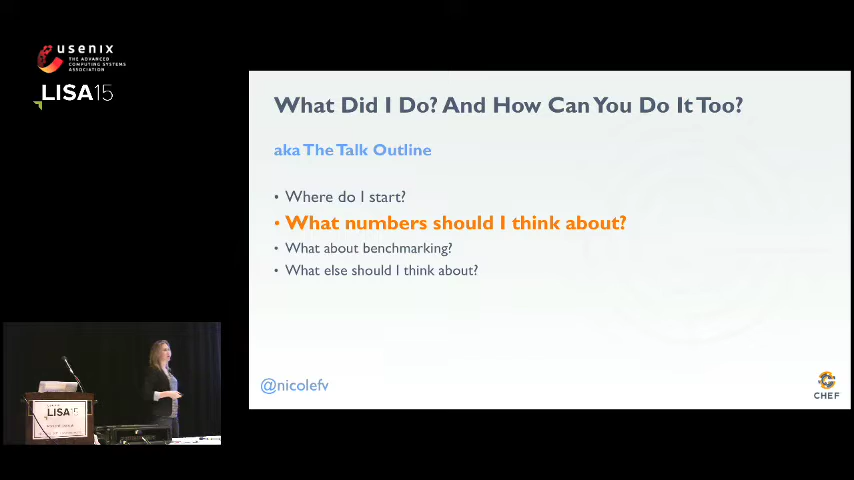 usenix
THE ADVANCED
COMPUTING SYSTEMS
ASSOCIATION
LISA15
What Did I Do? And How Can You Do It Too?
aka The Talk Outline
• Where do I start?
• What numbers should I think about?
• What about benchmarking?
• What else should I think about?
@nicolefv
CHEF
LISA15